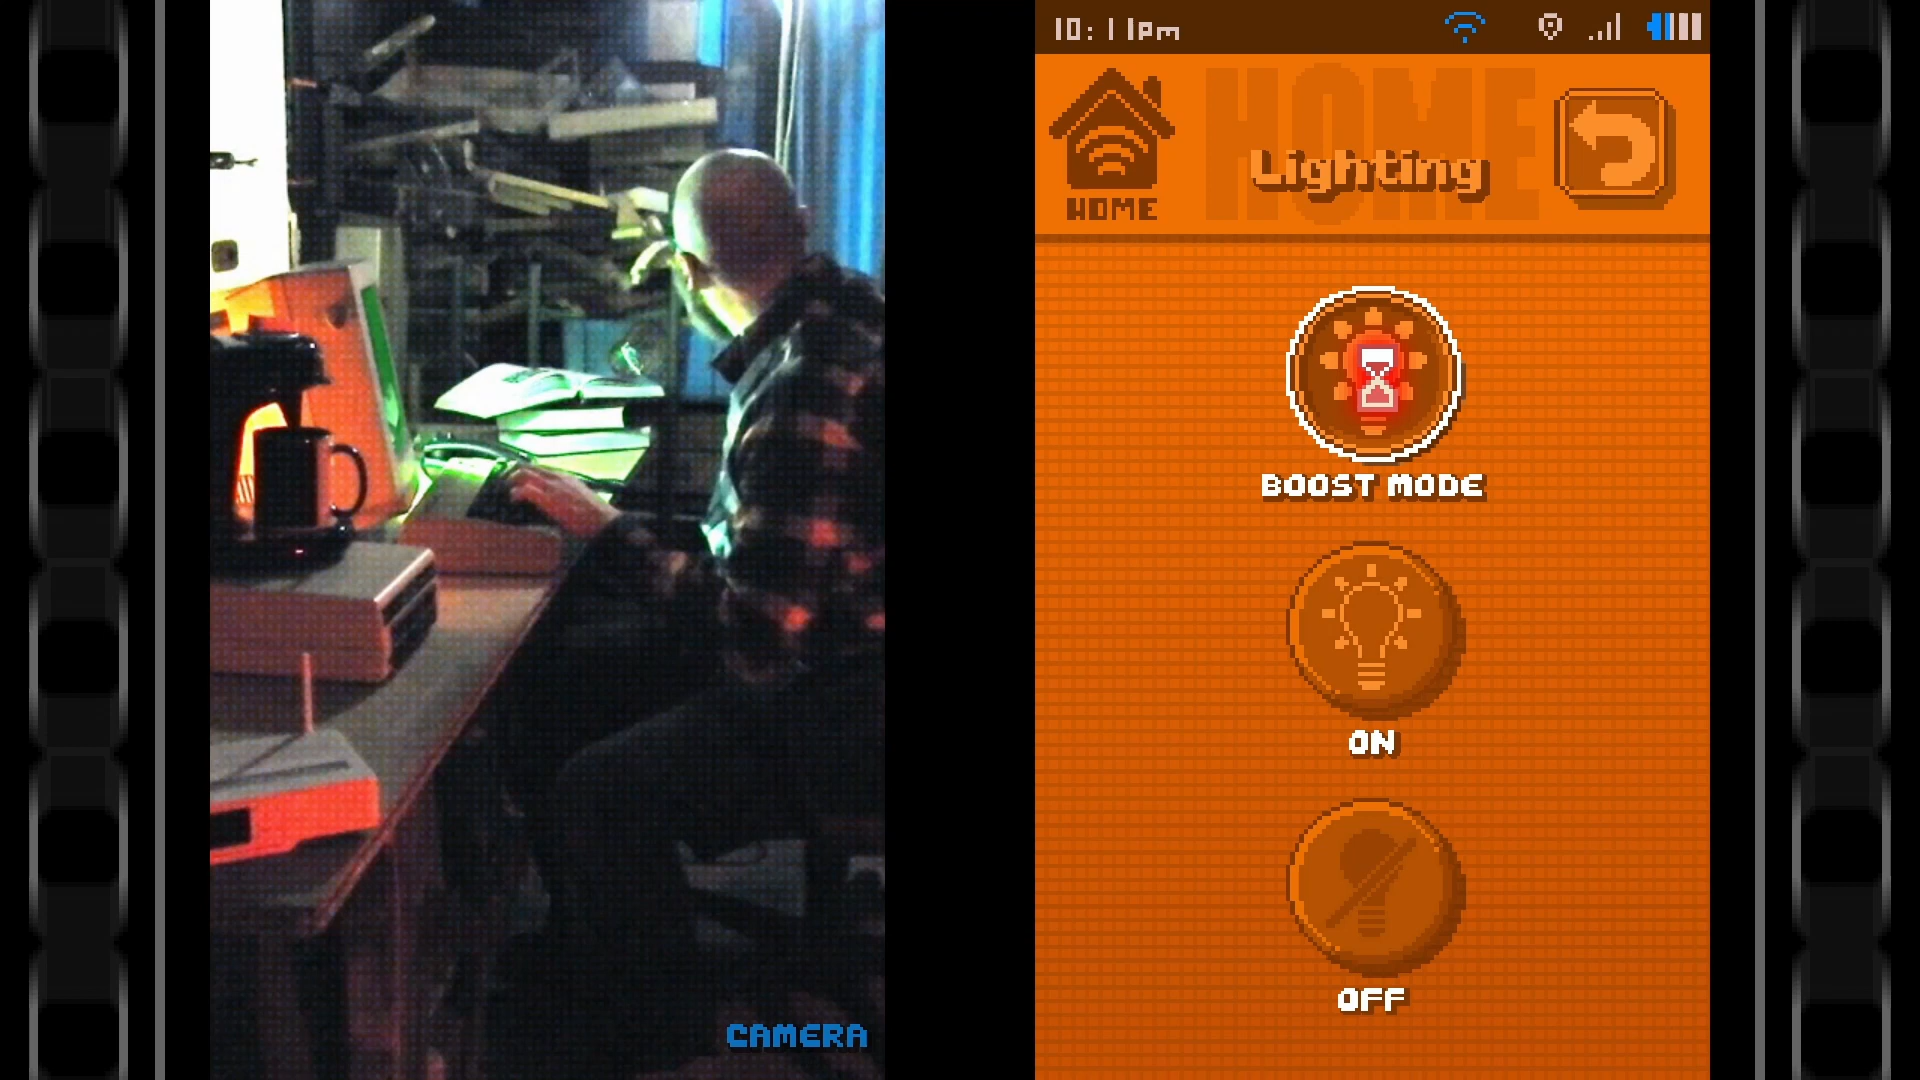 CAMERA
10:11pm
HOME
Lighting
HOME
BOOST MODE
ON
OFF